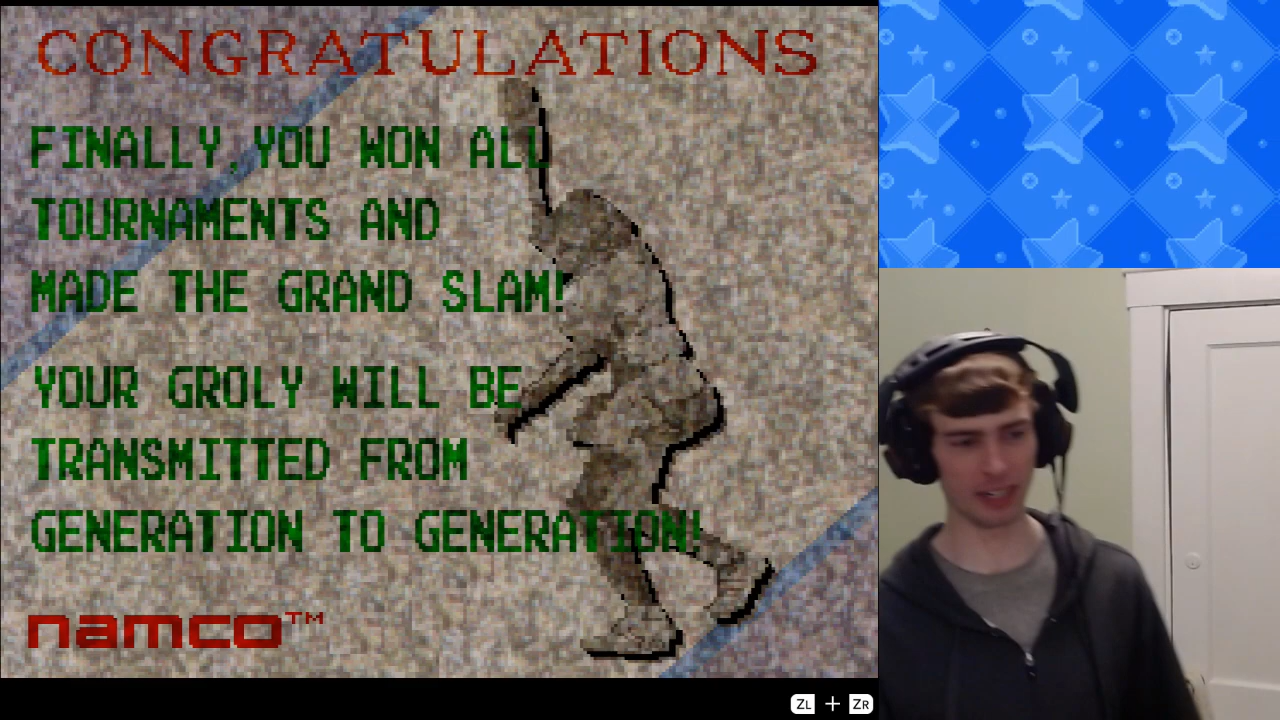 CONGRATULATIONS
FINALLY, YOU WON ALL
TOURNAMENTS AND
MADE THE GRAND SLAM!
YOUR GROLY WILL BE
TRANSMITTED FROM
GENERATION TO GENERATION!
namco™
ZL + ZR